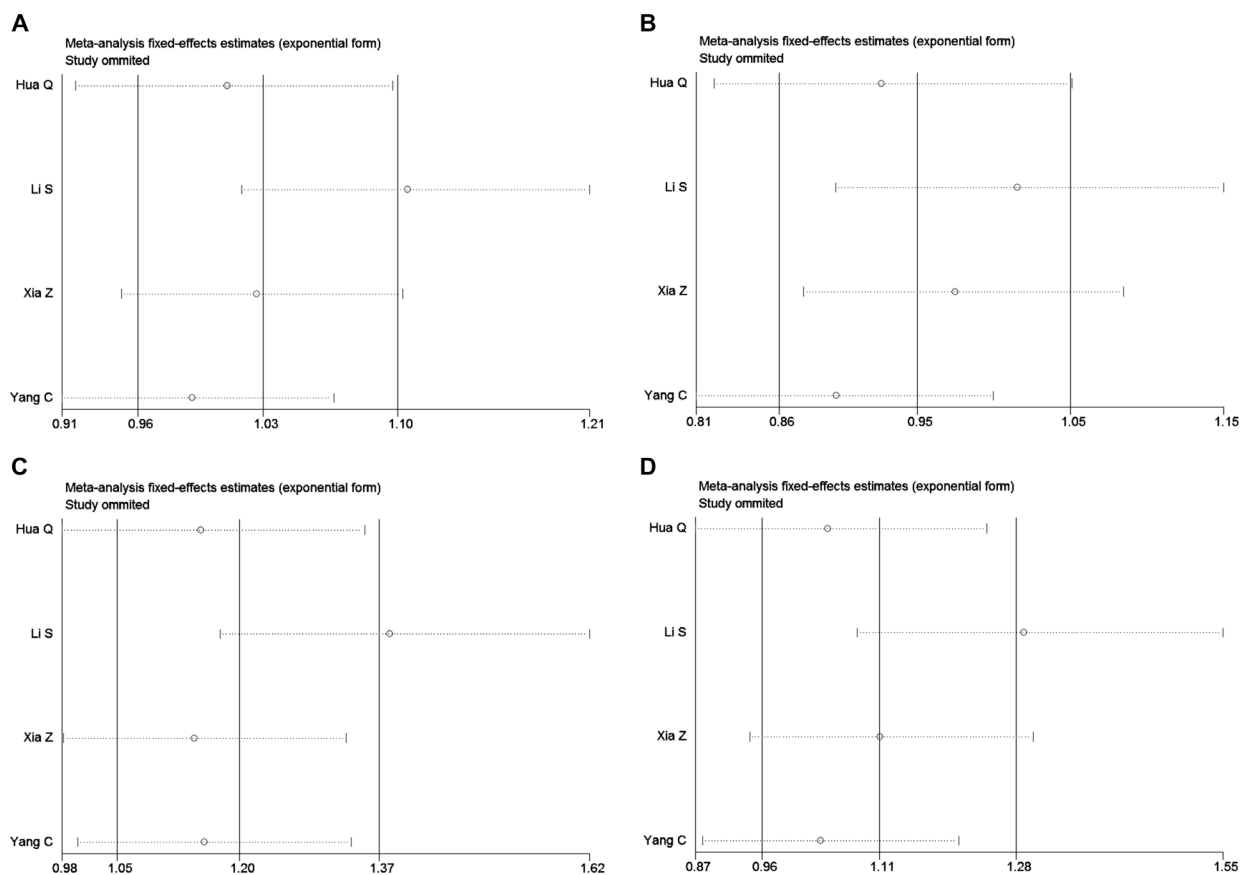 A
Meta-analysis fixed-effects estimates (exponential form)
Study ommited
Hua Q
Li S
Xia Z
Yang C
0.91 0.96 1.03 1.10 1.21
B
Meta-analysis fixed-effects estimates (exponential form)
Study ommited
Hua Q
Li S
Xia Z
Yang C
0.81 0.86 0.95 1.05 1.15
C
Meta-analysis fixed-effects estimates (exponential form)
Study ommited
Hua Q
Li S
Xia Z
Yang C
0.98 1.05 1.20 1.37 1.62
D
Meta-analysis fixed-effects estimates (exponential form)
Study ommited
Hua Q
Li S
Xia Z
Yang C
0.87 0.96 1.11 1.28 1.55